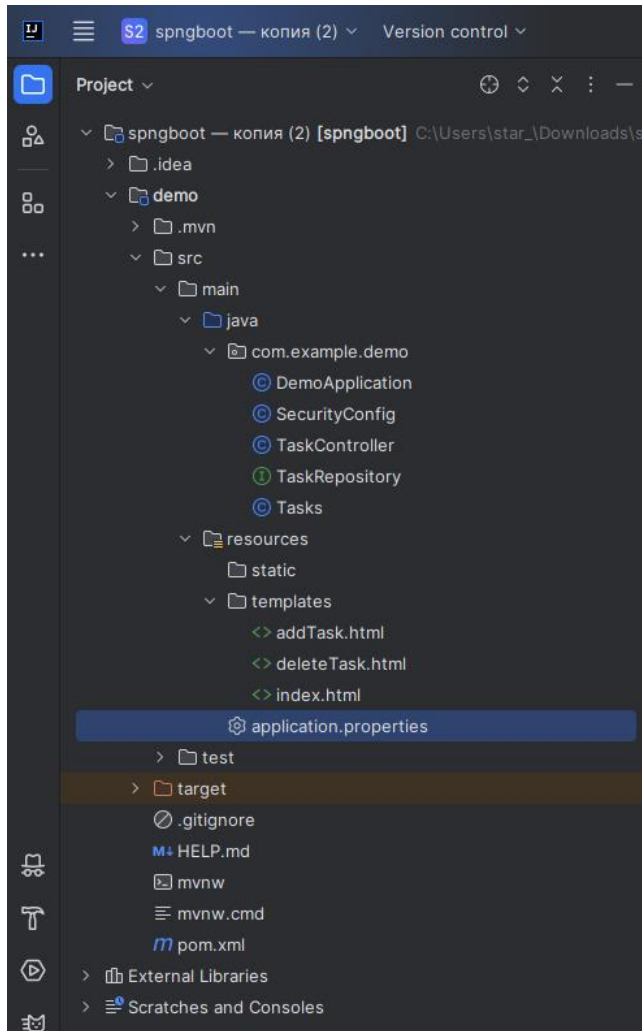 IJ
S2 spngboot — копия (2) Version control
Project
spngboot — копия (2) [spngboot] C:\Users\star_\Downloads\s
.idea
demo
.mvn
src
main
java
com.example.demo
DemoApplication
SecurityConfig
TaskController
TaskRepository
Tasks
resources
static
templates
addTask.html
deleteTask.html
index.html
application.properties
test
target
.gitignore
M↓ HELP.md
mvnw
mvnw.cmd
m pom.xml
External Libraries
Scratches and Consoles